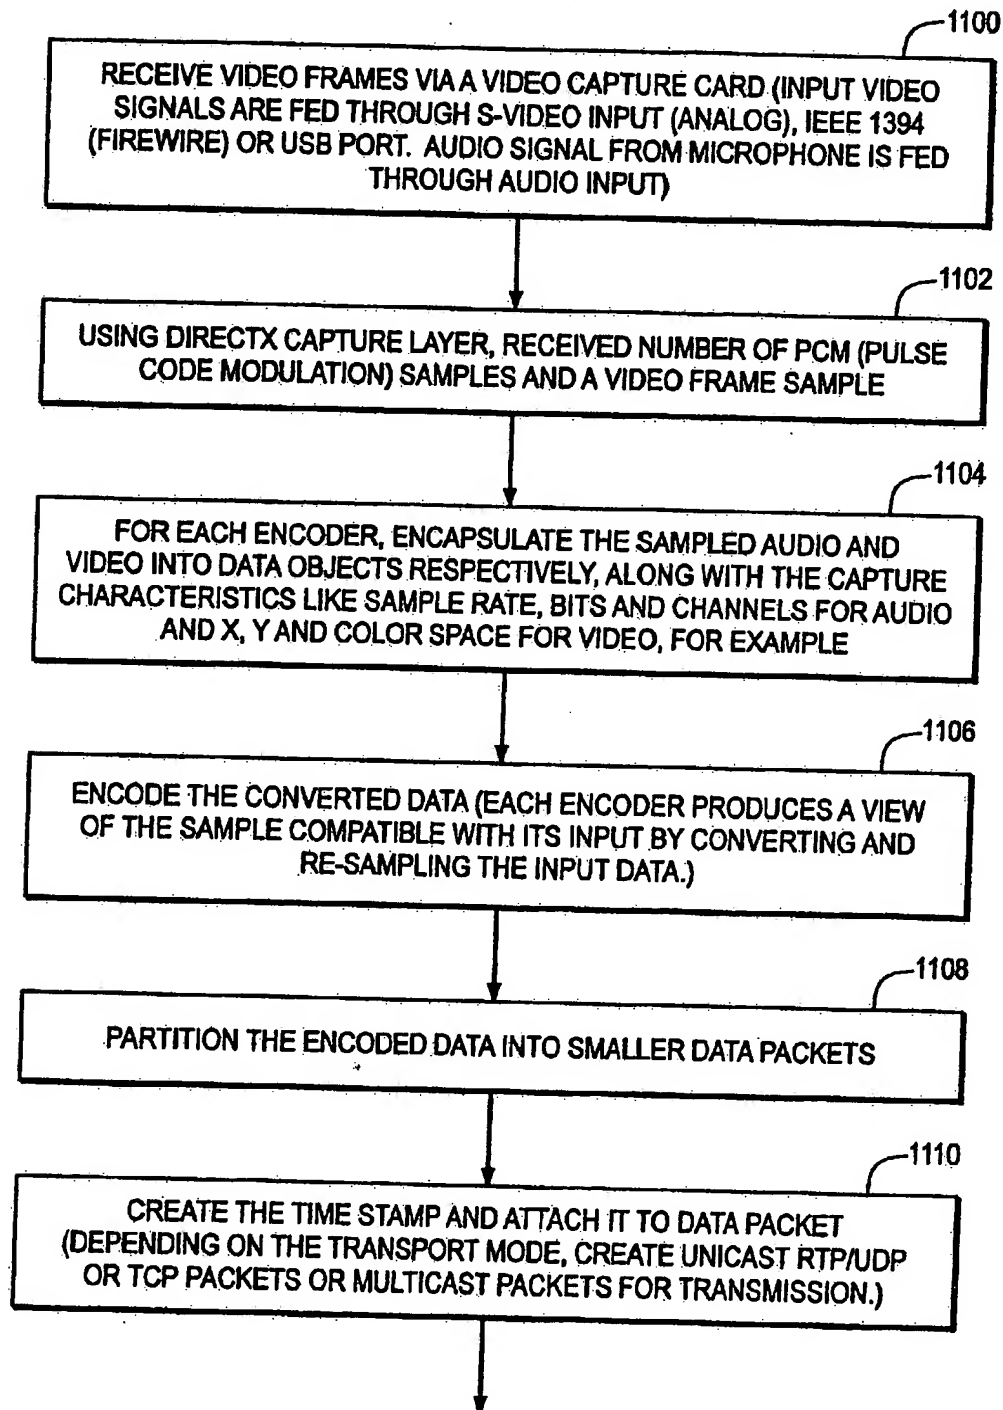 1100
RECEIVE VIDEO FRAMES VIA A VIDEO CAPTURE CARD (INPUT VIDEO
SIGNALS ARE FED THROUGH S-VIDEO INPUT (ANALOG), IEEE 1394
(FIREWIRE) OR USB PORT. AUDIO SIGNAL FROM MICROPHONE IS FED
THROUGH AUDIO INPUT)
1102
USING DIRECTX CAPTURE LAYER, RECEIVED NUMBER OF PCM (PULSE
CODE MODULATION) SAMPLES AND A VIDEO FRAME SAMPLE
1104
FOR EACH ENCODER, ENCAPSULATE THE SAMPLED AUDIO AND
VIDEO INTO DATA OBJECTS RESPECTIVELY, ALONG WITH THE CAPTURE
CHARACTERISTICS LIKE SAMPLE RATE, BITS AND CHANNELS FOR AUDIO
AND X, Y AND COLOR SPACE FOR VIDEO, FOR EXAMPLE
1106
ENCODE THE CONVERTED DATA (EACH ENCODER PRODUCES A VIEW
OF THE SAMPLE COMPATIBLE WITH ITS INPUT BY CONVERTING AND
RE-SAMPLING THE INPUT DATA.)
1108
PARTITION THE ENCODED DATA INTO SMALLER DATA PACKETS
1110
CREATE THE TIME STAMP AND ATTACH IT TO DATA PACKET
(DEPENDING ON THE TRANSPORT MODE, CREATE UNICAST RTP/UDP
OR TCP PACKETS OR MULTICAST PACKETS FOR TRANSMISSION.)